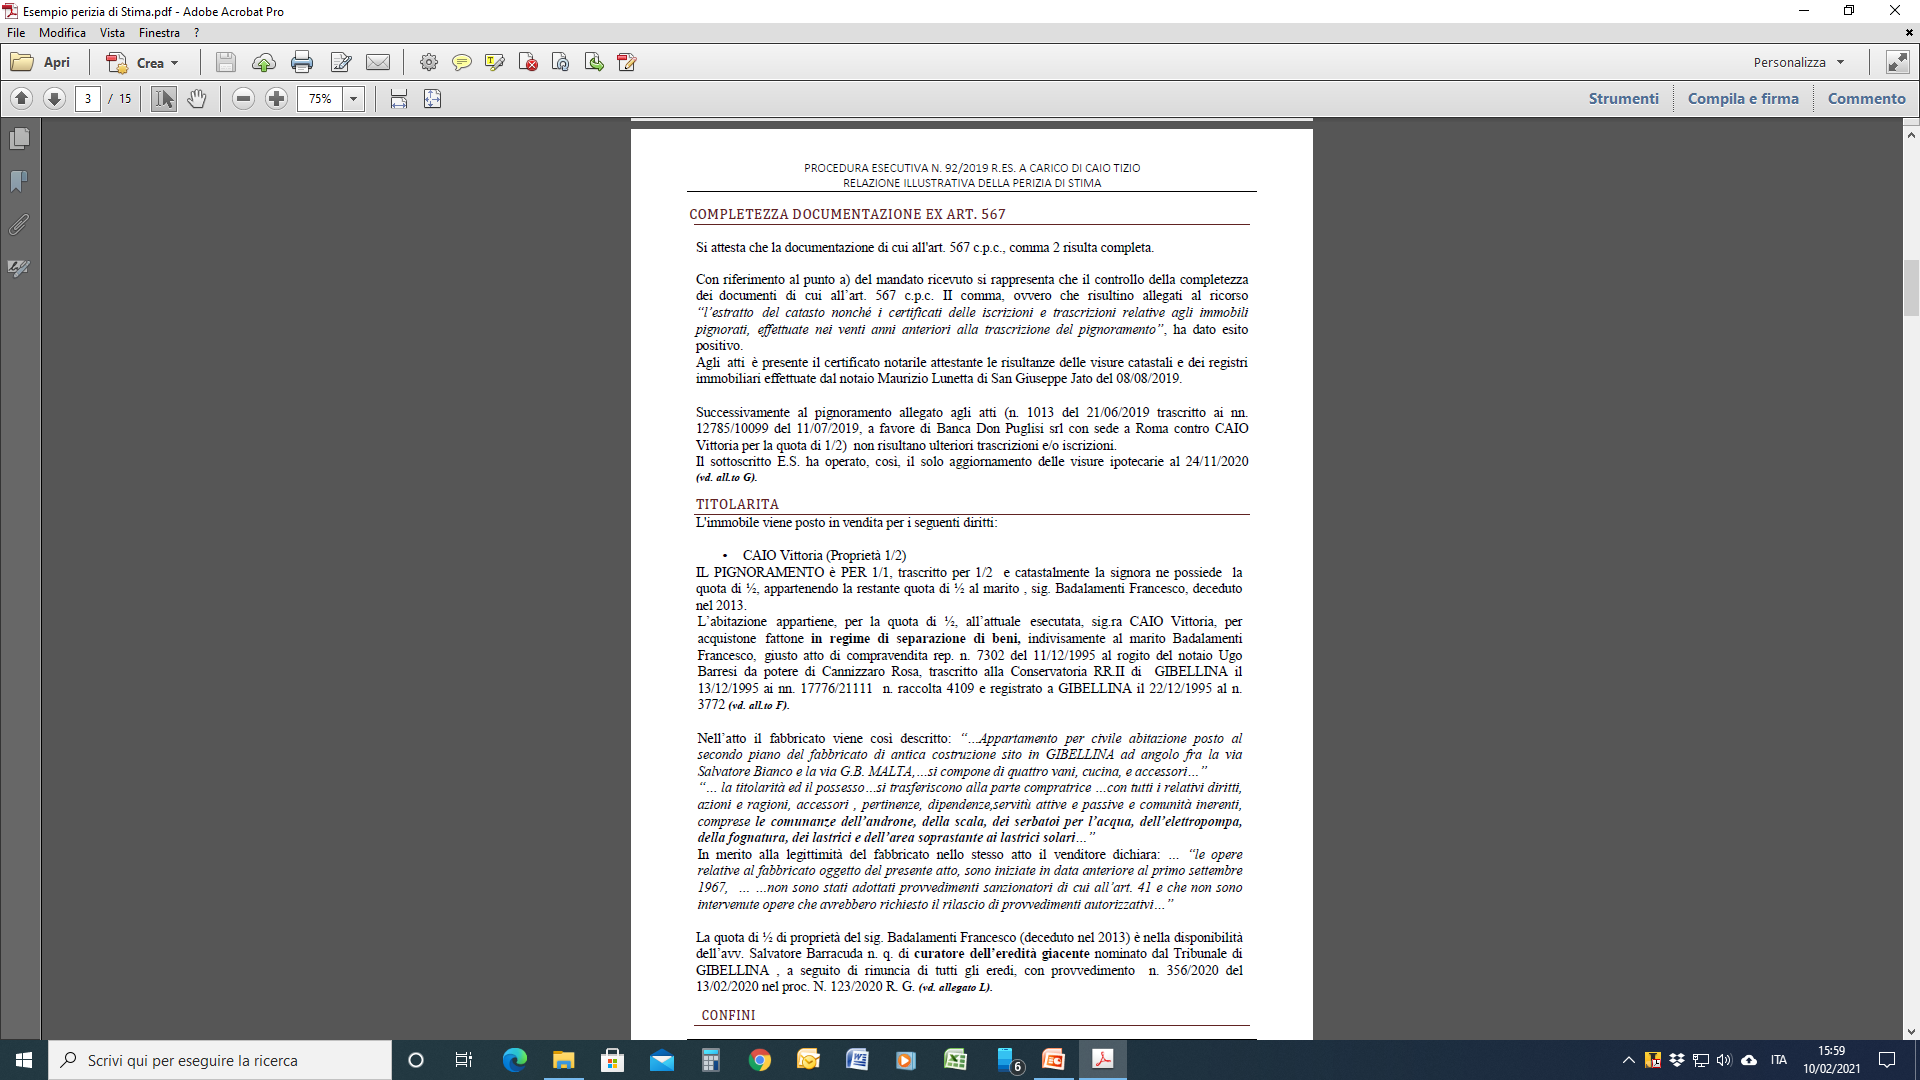 Esempio perizia di Stima.pdf - Adobe Acrobat Pro
File Modifica Vista Finestra ?
Apri Crea Personalizza
3 / 15 75% Strumenti Compila e firma Commento
PROCEDURA ESECUTIVA N. 92/2019 R.ES. A CARICO DI CAIO TIZIO
RELAZIONE ILLUSTRATIVA DELLA PERIZIA DI STIMA
COMPLETEZZA DOCUMENTAZIONE EX ART. 567
Si attesta che la documentazione di cui all'art. 567 c.p.c., comma 2 risulta completa.
Con riferimento al punto a) del mandato ricevuto si rappresenta che il controllo della completezza
dei documenti di cui all’art. 567 c.p.c. II comma, ovvero che risultino allegati al ricorso
“l’estratto del catasto nonché i certificati delle iscrizioni e trascrizioni relative agli immobili
pignorati, effettuate nei venti anni anteriori alla trascrizione del pignoramento”, ha dato esito
positivo.
Agli atti è presente il certificato notarile attestante le risultanze delle visure catastali e dei registri
immobiliari effettuate dal notaio Maurizio Lunetta di San Giuseppe Jato del 08/08/2019.
Successivamente al pignoramento allegato agli atti (n. 1013 del 21/06/2019 trascritto ai nn.
12785/10099 del 11/07/2019, a favore di Banca Don Puglisi srl con sede a Roma contro CAIO
Vittoria per la quota di 1/2) non risultano ulteriori trascrizioni e/o iscrizioni.
Il sottoscritto E.S. ha operato, così, il solo aggiornamento delle visure ipotecarie al 24/11/2020
(vd. all.to G).
TITOLARITA
L'immobile viene posto in vendita per i seguenti diritti:
• CAIO Vittoria (Proprietà 1/2)
IL PIGNORAMENTO è PER 1/1, trascritto per 1/2 e catastalmente la signora ne possiede la
quota di ½, appartenendo la restante quota di ½ al marito , sig. Badalamenti Francesco, deceduto
nel 2013.
L’abitazione appartiene, per la quota di ½, all’attuale esecutata, sig.ra CAIO Vittoria, per
acquistone fattone in regime di separazione di beni, indivisamente al marito Badalamenti
Francesco, giusto atto di compravendita rep. n. 7302 del 11/12/1995 al rogito del notaio Ugo
Barresi da potere di Cannizzaro Rosa, trascritto alla Conservatoria RR.II di GIBELLINA il
13/12/1995 ai nn. 17776/21111 n. raccolta 4109 e registrato a GIBELLINA il 22/12/1995 al n.
3772 (vd. all.to F).
Nell’atto il fabbricato viene così descritto: “…Appartamento per civile abitazione posto al
secondo piano del fabbricato di antica costruzione sito in GIBELLINA ad angolo fra la via
Salvatore Bianco e la via G.B. MALTA,…si compone di quattro vani, cucina, e accessori…”
“… la titolarità ed il possesso…si trasferiscono alla parte compratrice …con tutti i relativi diritti,
azioni e ragioni, accessori , pertinenze, dipendenze,servitù attive e passive e comunità inerenti,
comprese le comunanze dell’androne, della scala, dei serbatoi per l’acqua, dell’elettropompa,
della fognatura, dei lastrici e dell’area soprastante ai lastrici solari…”
In merito alla legittimità del fabbricato nello stesso atto il venditore dichiara: … “le opere
relative al fabbricato oggetto del presente atto, sono iniziate in data anteriore al primo settembre
1967, … …non sono stati adottati provvedimenti sanzionatori di cui all’art. 41 e che non sono
intervenute opere che avrebbero richiesto il rilascio di provvedimenti autorizzativi…”
La quota di ½ di proprietà del sig. Badalamenti Francesco (deceduto nel 2013) è nella disponibilità
dell’avv. Salvatore Barracuda n. q. di curatore dell’eredità giacente nominato dal Tribunale di
GIBELLINA , a seguito di rinuncia di tutti gli eredi, con provvedimento n. 356/2020 del
13/02/2020 nel proc. N. 123/2020 R. G. (vd. allegato L).
CONFINI
Scrivi qui per eseguire la ricerca
6
ITA
15:59
10/02/2021